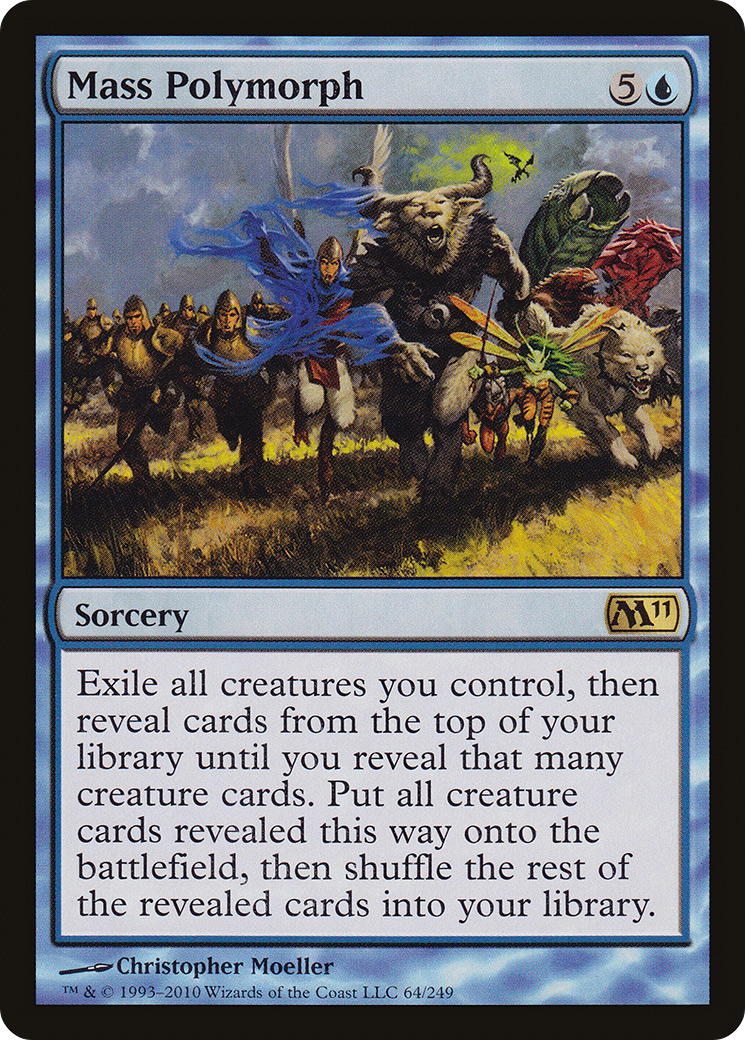 Mass Polymorph 5
Sorcery M11
Exile all creatures you control, then
reveal cards from the top of your
library until you reveal that many
creature cards. Put all creature
cards revealed this way onto the
battlefield, then shuffle the rest of
the revealed cards into your library.
Christopher Moeller
™ & © 1993–2010 Wizards of the Coast LLC 64/249